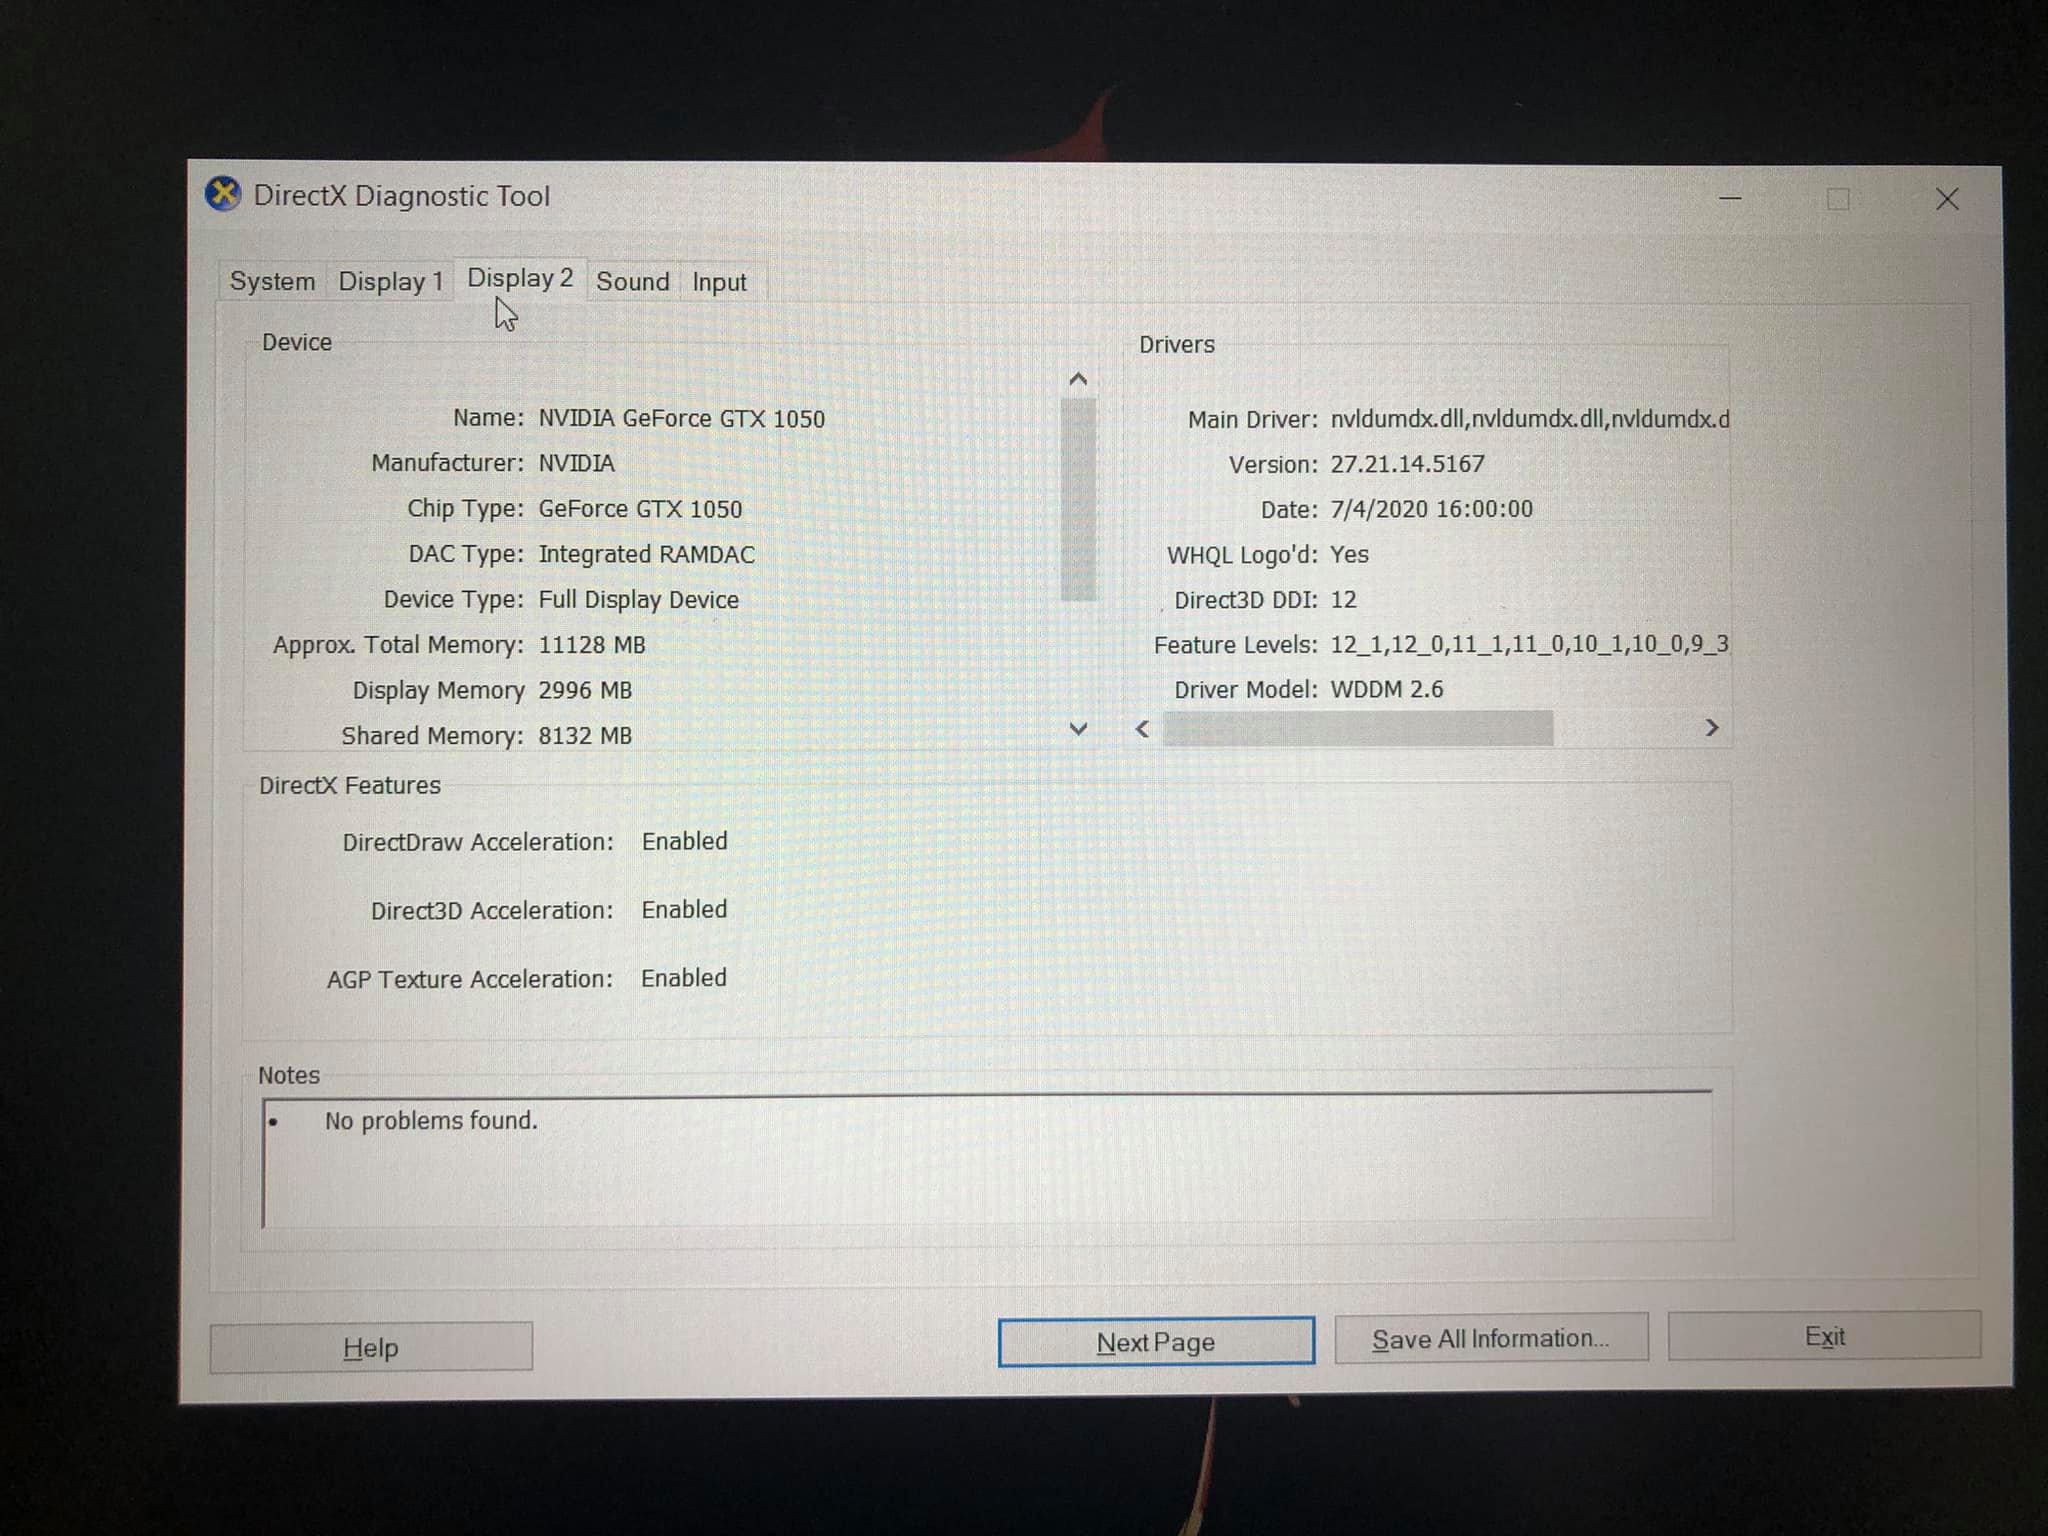 DirectX Diagnostic Tool
System Display 1 Display 2 Sound Input
Device
Name: NVIDIA GeForce GTX 1050
Manufacturer: NVIDIA
Chip Type: GeForce GTX 1050
DAC Type: Integrated RAMDAC
Device Type: Full Display Device
Approx. Total Memory: 11128 MB
Display Memory 2996 MB
Shared Memory: 8132 MB
Drivers
Main Driver: nvldumdx.dll,nvldumdx.dll,nvldumdx.d
Version: 27.21.14.5167
Date: 7/4/2020 16:00:00
WHQL Logo'd: Yes
Direct3D DDI: 12
Feature Levels: 12_1,12_0,11_1,11_0,10_1,10_0,9_3
Driver Model: WDDM 2.6
DirectX Features
DirectDraw Acceleration: Enabled
Direct3D Acceleration: Enabled
AGP Texture Acceleration: Enabled
Notes
• No problems found.
Help Next Page Save All Information... Exit